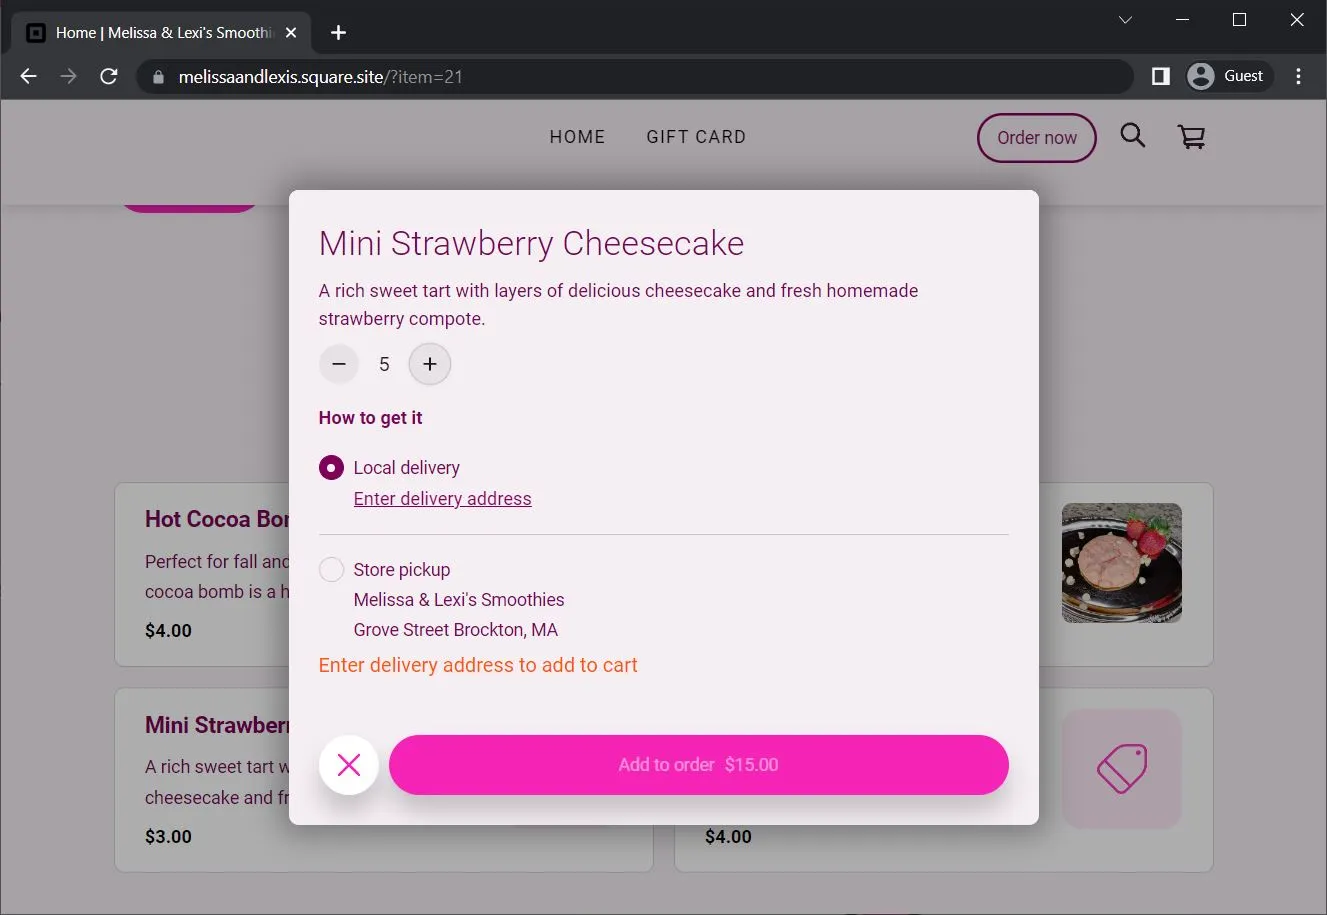 Home | Melissa & Lexi's Smoothi
melissaandlexis.square.site/?item=21
Guest
HOME
GIFT CARD
Order now
Mini Strawberry Cheesecake
A rich sweet tart with layers of delicious cheesecake and fresh homemade
strawberry compote.
5
How to get it
Local delivery
Enter delivery address
Store pickup
Melissa & Lexi's Smoothies
Grove Street Brockton, MA
Enter delivery address to add to cart
Add to order $15.00
Hot Cocoa Bo
Perfect for fall and
cocoa bomb is a h
$4.00
Mini Strawber
A rich sweet tart w
cheesecake and fr
$3.00
$4.00